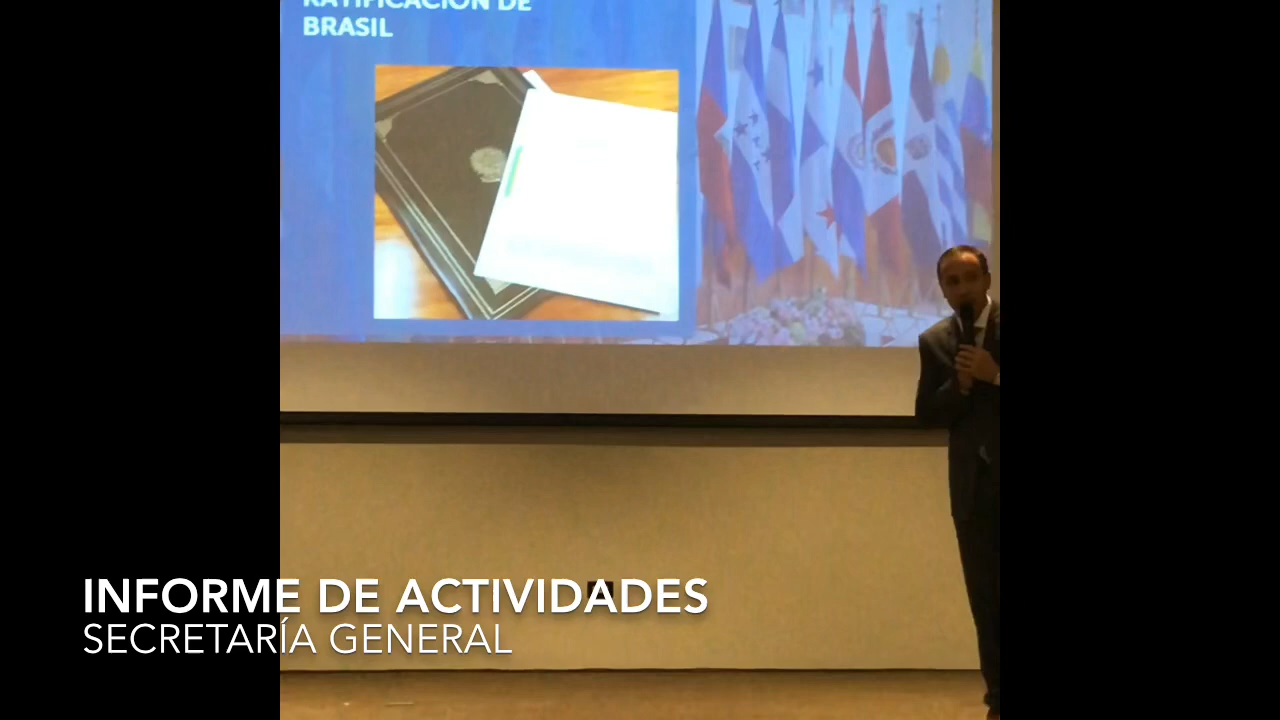 RATIFICACIÓN DE
BRASIL
INFORME DE ACTIVIDADES
SECRETARÍA GENERAL